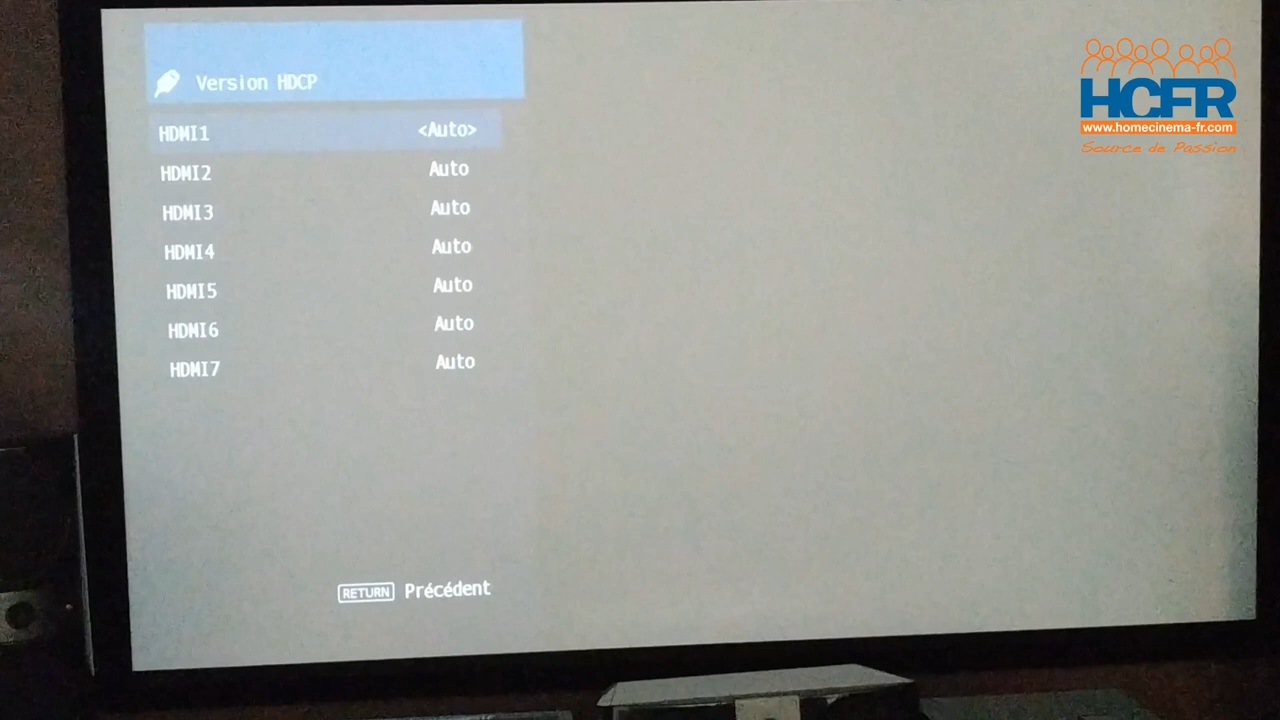 Version HDCP
HDMI1 <Auto>
HDMI2 Auto
HDMI3 Auto
HDMI4 Auto
HDMI5 Auto
HDMI6 Auto
HDMI7 Auto
RETURN Précédent
HCFR
www.homecinema-fr.com
Source de Passion